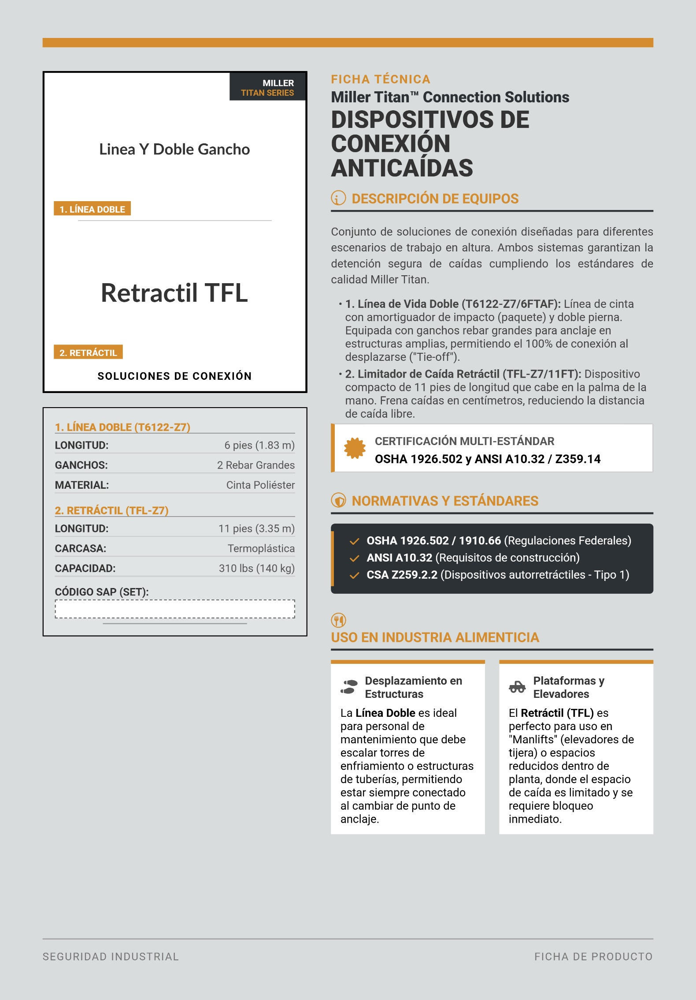 MILLER
TITAN SERIES
Linea Y Doble Gancho
1. LÍNEA DOBLE
Retractil TFL
2. RETRÁCTIL
SOLUCIONES DE CONEXIÓN
1. LÍNEA DOBLE (T6122-Z7)
LONGITUD: 6 pies (1.83 m)
GANCHOS: 2 Rebar Grandes
MATERIAL: Cinta Poliéster
2. RETRÁCTIL (TFL-Z7)
LONGITUD: 11 pies (3.35 m)
CARCASA: Termoplástica
CAPACIDAD: 310 lbs (140 kg)
CÓDIGO SAP (SET):
FICHA TÉCNICA
Miller Titan™ Connection Solutions
DISPOSITIVOS DE
CONEXIÓN
ANTICAÍDAS
DESCRIPCIÓN DE EQUIPOS
Conjunto de soluciones de conexión diseñadas para diferentes
escenarios de trabajo en altura. Ambos sistemas garantizan la
detención segura de caídas cumpliendo los estándares de
calidad Miller Titan.
• 1. Línea de Vida Doble (T6122-Z7/6FTAF): Línea de cinta
con amortiguador de impacto (paquete) y doble pierna.
Equipada con ganchos rebar grandes para anclaje en
estructuras amplias, permitiendo el 100% de conexión al
desplazarse ("Tie-off").
• 2. Limitador de Caída Retráctil (TFL-Z7/11FT): Dispositivo
compacto de 11 pies de longitud que cabe en la palma de la
mano. Frena caídas en centímetros, reduciendo la distancia
de caída libre.
CERTIFICACIÓN MULTI-ESTÁNDAR
OSHA 1926.502 y ANSI A10.32 / Z359.14
NORMATIVAS Y ESTÁNDARES
OSHA 1926.502 / 1910.66 (Regulaciones Federales)
ANSI A10.32 (Requisitos de construcción)
CSA Z259.2.2 (Dispositivos autorretráctiles - Tipo 1)
USO EN INDUSTRIA ALIMENTICIA
Desplazamiento en
Estructuras
La Línea Doble es ideal
para personal de
mantenimiento que debe
escalar torres de
enfriamiento o estructuras
de tuberías, permitiendo
estar siempre conectado
al cambiar de punto de
anclaje.
Plataformas y
Elevadores
El Retráctil (TFL) es
perfecto para uso en
"Manlifts" (elevadores de
tijera) o espacios
reducidos dentro de
planta, donde el espacio
de caída es limitado y se
requiere bloqueo
inmediato.
SEGURIDAD INDUSTRIAL
FICHA DE PRODUCTO